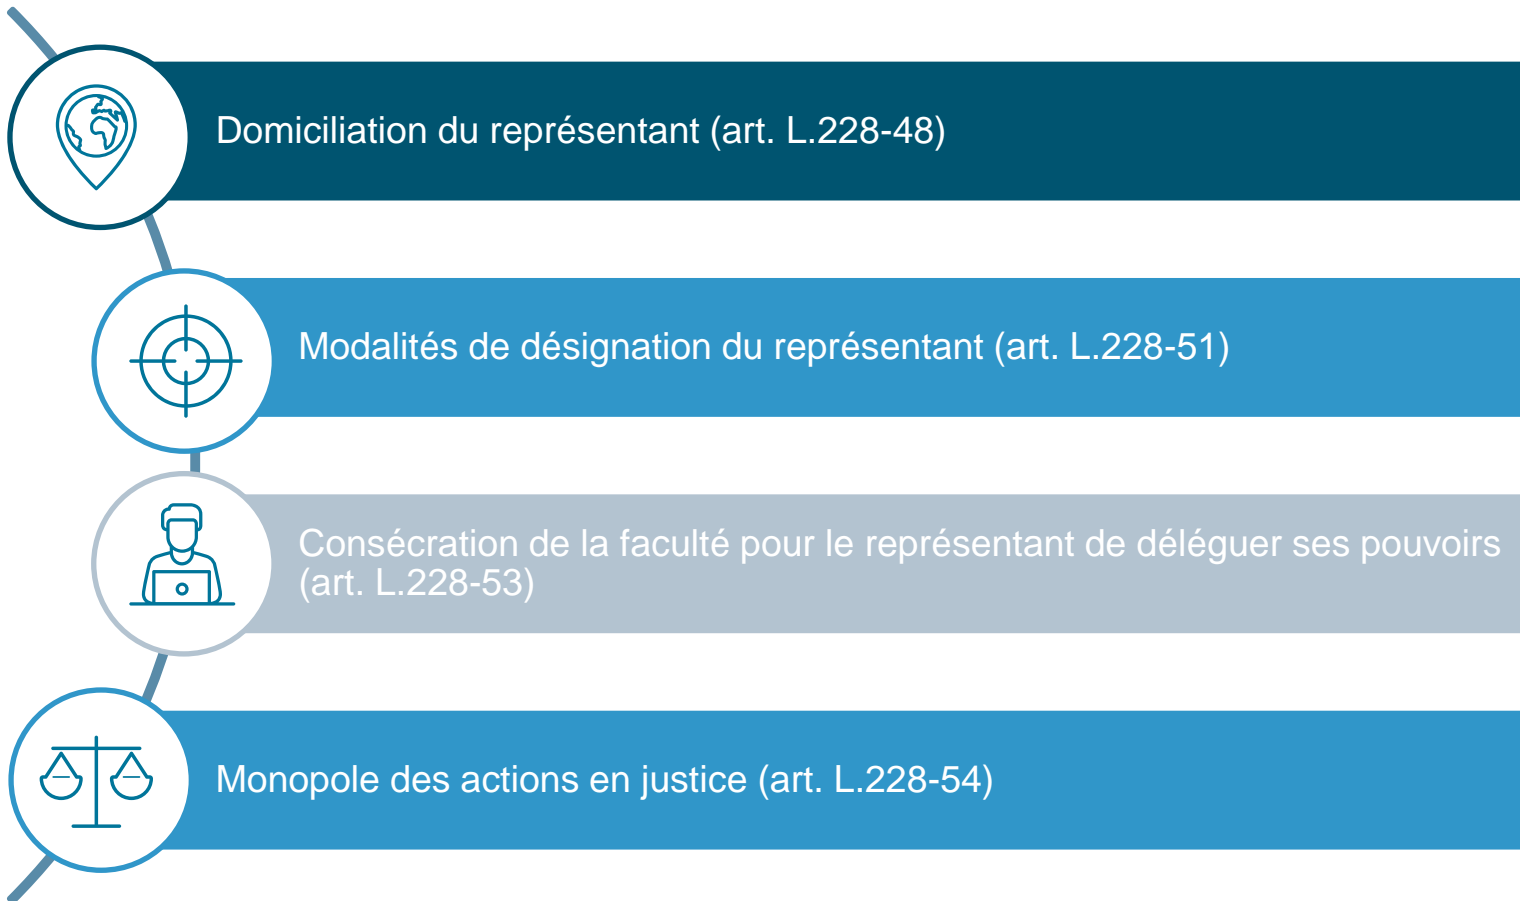 Domiciliation du représentant (art. L.228-48)
Modalités de désignation du représentant (art. L.228-51)
Consécration de la faculté pour le représentant de déléguer ses pouvoirs
(art. L.228-53)
Monopole des actions en justice (art. L.228-54)